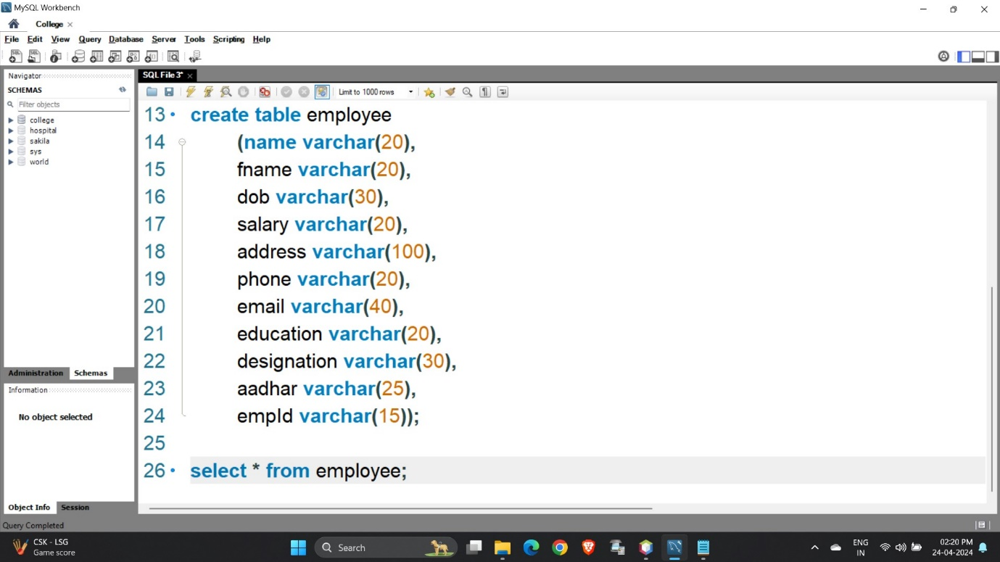 MySQL Workbench
College
File Edit View Query Database Server Tools Scripting Help
Navigator
SCHEMAS
Filter objects
college
hospital
sakila
sys
world
Administration Schemas
Information
No object selected
Object Info Session
Query Completed
SQL File 3*
Limit to 1000 rows
13 create table employee
14 (name varchar(20),
15 fname varchar(20),
16 dob varchar(30),
17 salary varchar(20),
18 address varchar(100),
19 phone varchar(20),
20 email varchar(40),
21 education varchar(20),
22 designation varchar(30),
23 aadhar varchar(25),
24 empId varchar(15));
25
26 select * from employee;
CSK - LSG
Game score
Search
ENG
IN
02:20 PM
24-04-2024